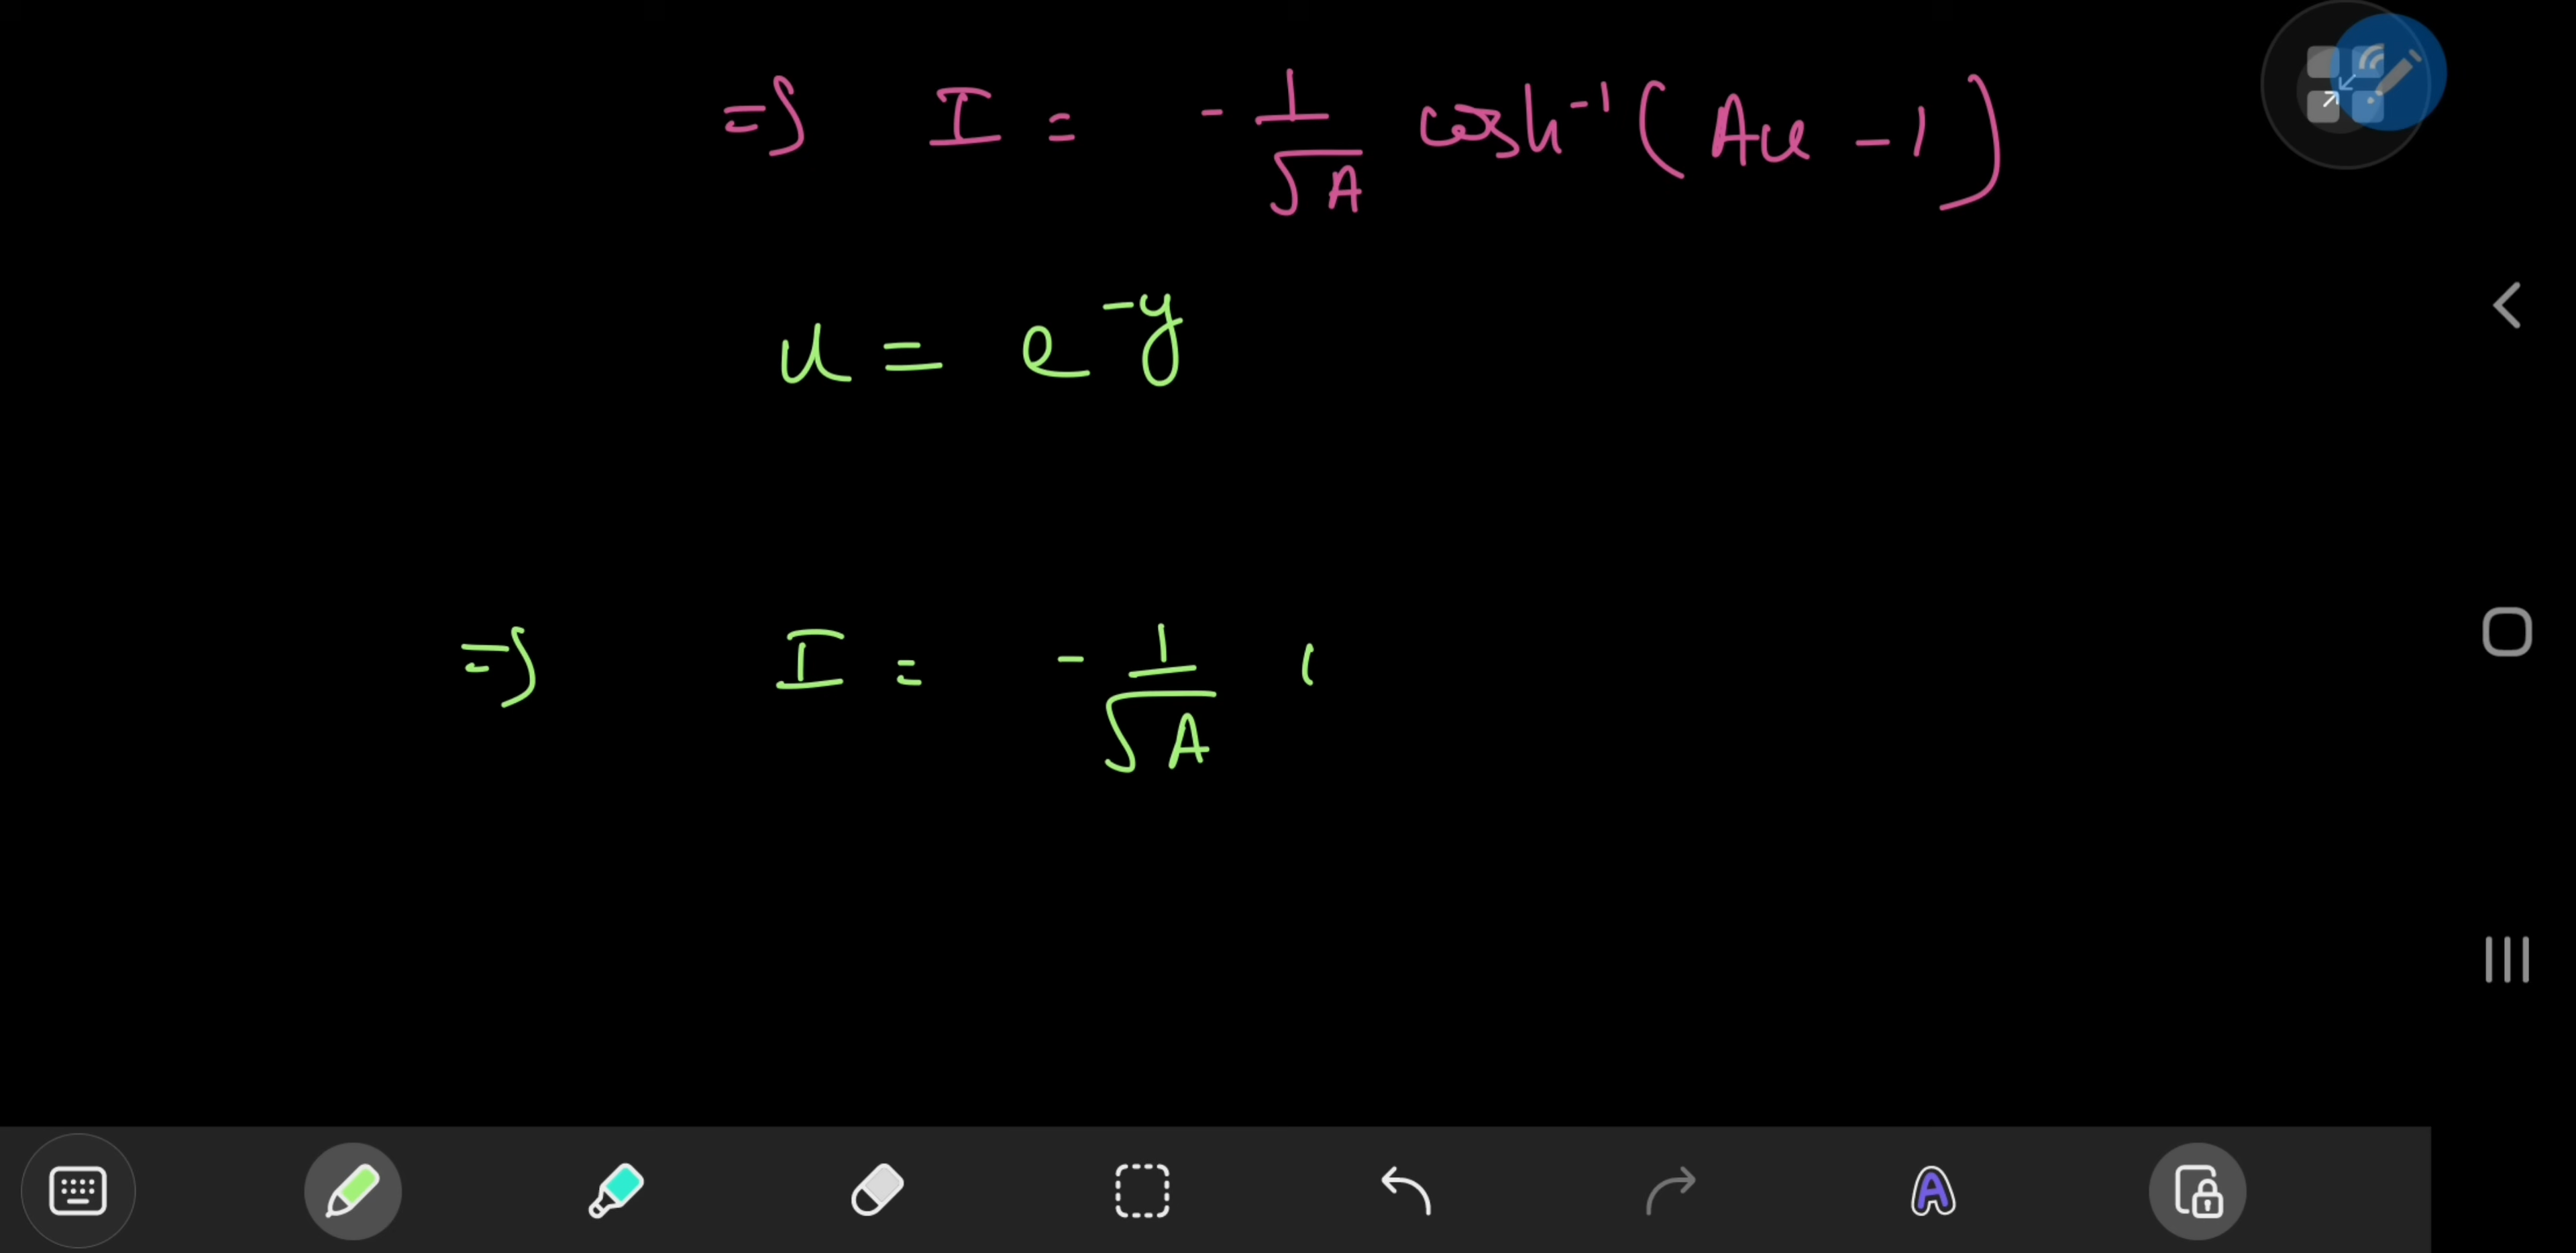 ⇒ I = - 1/√A cosh⁻¹(Au - 1)
u = e^-y
⇒ I = - 1/√A (
A